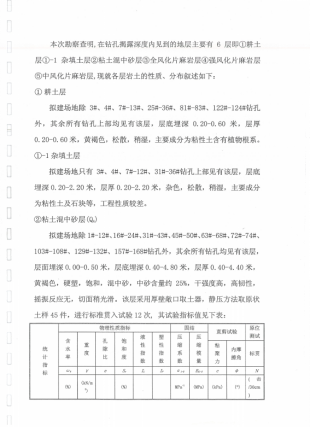 本次勘察查明,在钻孔揭露深度内见到的地层主要有 6 层即①耕土
层①-1 杂填土层②粘土混中砂层③全风化片麻岩层④强风化片麻岩层
⑤中风化片麻岩层,现就各层岩土的性质、分布叙述如下:
① 耕土层
拟建场地除 3#、4#、7#-13#、25#-36#、81#-83#、122#-124#钻孔
外，其余所有钻孔上部均见有该层，层底埋深 0.20-0.60 米、层厚
0.20-0.60 米，黄褐色，松散，稍湿，主要成分为粘性土含有植物根系。
①-1 杂填土层
拟建场地只有 3#、4#、7#-12#、31#-36#钻孔上部见有该层，层底
埋深 0.20-2.20 米，层厚 0.20-2.20 米，杂色，松散，稍湿，主要成分
为粘性土及石块等，工程性质较差。
②粘土混中砂层(Q₄)
拟建场地除 1#-12#、16#-24#、31#-43#、45#-50#、63#-68#、72#-74#、
103#-108#、129#-132#、157#-168#钻孔外，其余所有钻孔均见有该层，
层面埋深 0.00-0.50 米，层底埋深 0.40-4.80 米，层厚 0.40-4.40 米，
黄褐色，硬塑，饱和，混中砂，中砂含量约 25%，干强度高，高韧性，
摇振反应无，切面稍光滑，该层采用厚壁敞口取土器，静压方法取原状
土样 45 件，进行标准贯入试验 12 次，其试验指标值见下表:
统计指标 物理性质指标 固结 直剪试验 原位测试
含水率 重度 孔隙比 饱和度 液性指数 塑性指数 压缩系数 压缩模量 粘聚力 内摩擦角 标贯
(%) (kN/m³) (%) MPa⁻¹ (MPa) (kPa) (°) (击/30cm)